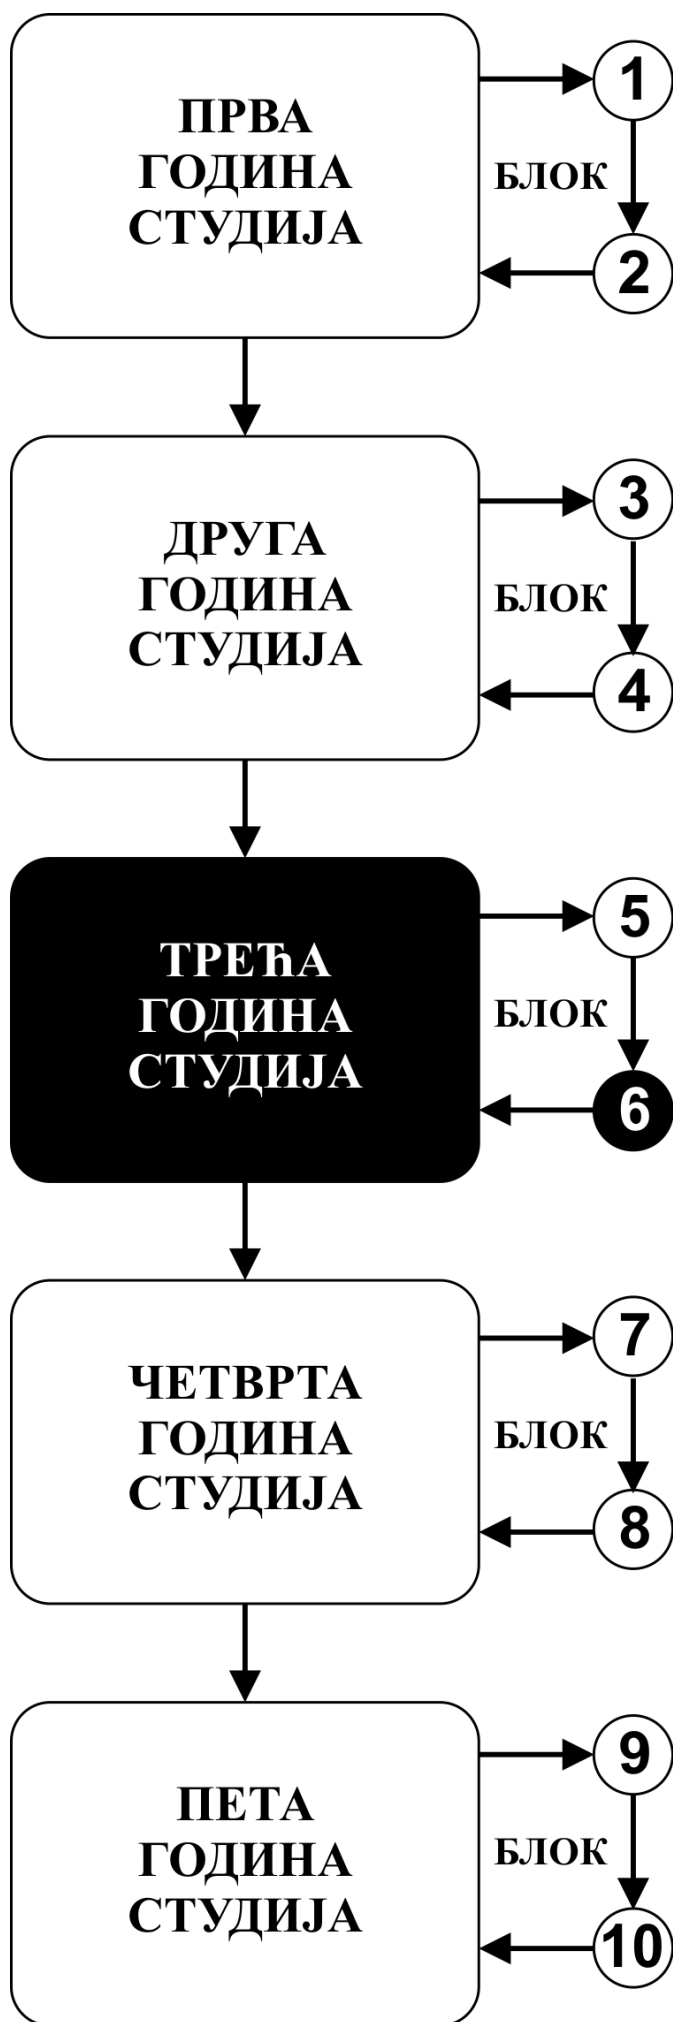 ПРВА
ГОДИНА
СТУДИЈА
1
БЛОК
2
ДРУГА
ГОДИНА
СТУДИЈА
3
БЛОК
4
ТРЕЋА
ГОДИНА
СТУДИЈА
5
БЛОК
6
ЧЕТВРТА
ГОДИНА
СТУДИЈА
7
БЛОК
8
ПЕТА
ГОДИНА
СТУДИЈА
9
БЛОК
10